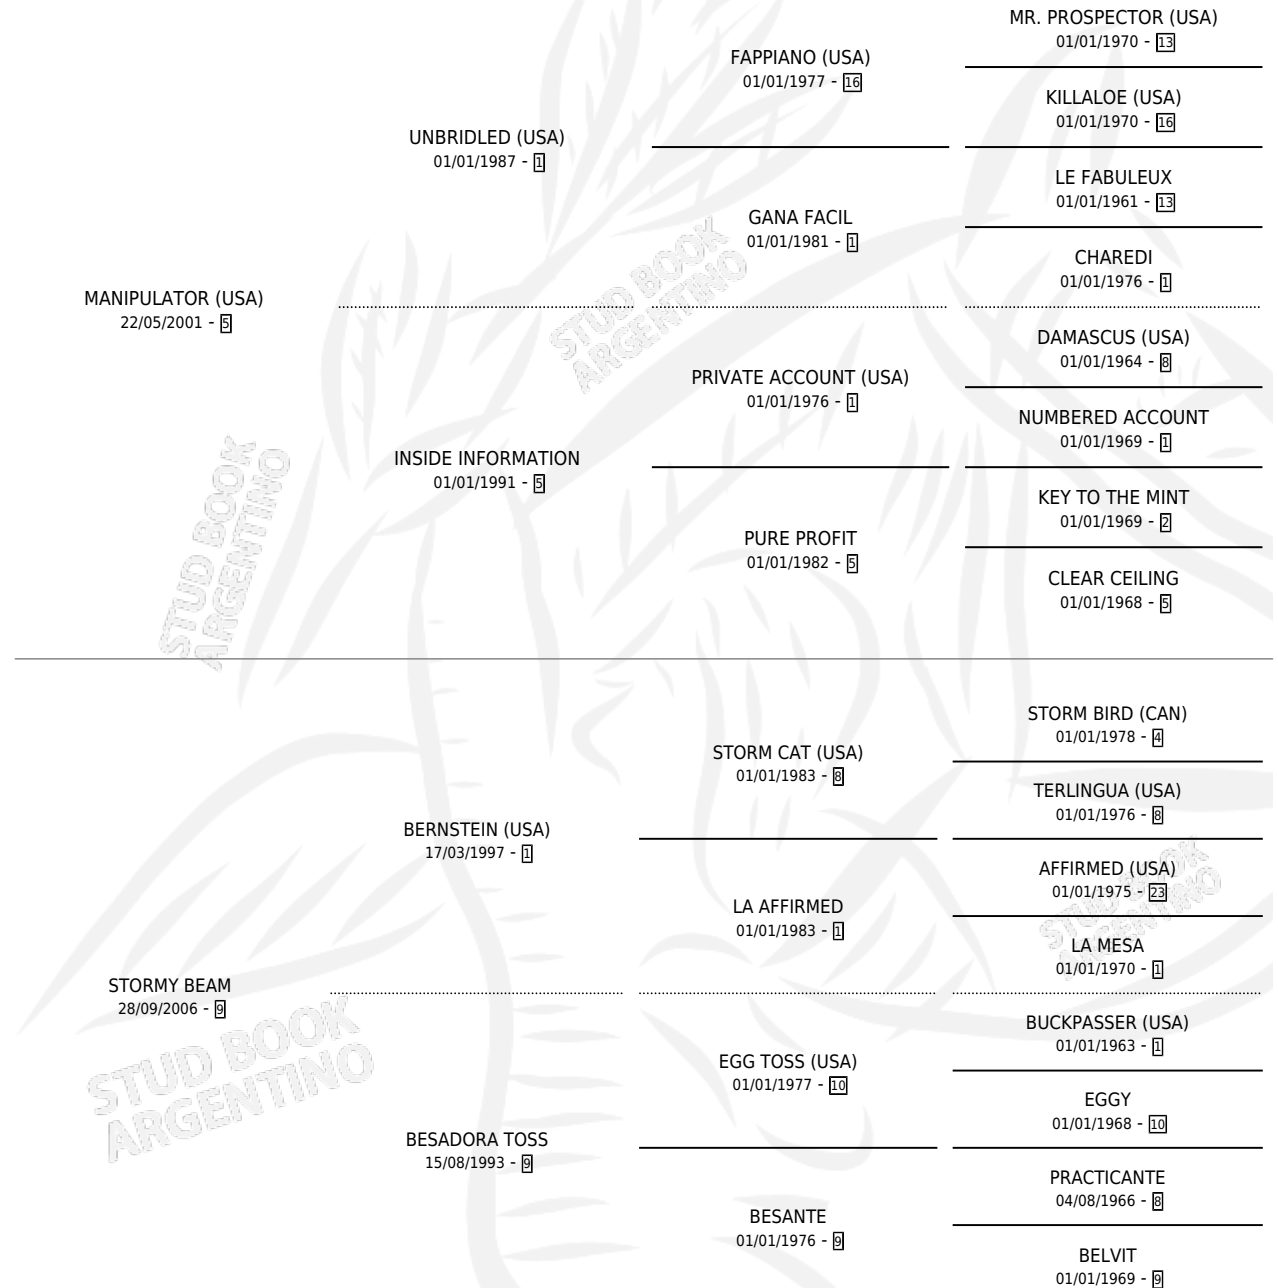 MR. PROSPECTOR (USA)
01/01/1970 - 13
FAPPIANO (USA)
01/01/1977 - 16
KILLALOE (USA)
01/01/1970 - 16
UNBRIDLED (USA)
01/01/1987 - 1
LE FABULEUX
01/01/1961 - 13
GANA FACIL
01/01/1981 - 1
CHAREDI
01/01/1976 - 1
MANIPULATOR (USA)
22/05/2001 - 5
STUD BOOK
ARGENTINO
DAMASCUS (USA)
01/01/1964 - 8
PRIVATE ACCOUNT (USA)
01/01/1976 - 1
NUMBERED ACCOUNT
01/01/1969 - 1
INSIDE INFORMATION
01/01/1991 - 5
KEY TO THE MINT
01/01/1969 - 2
PURE PROFIT
01/01/1982 - 5
CLEAR CEILING
01/01/1968 - 5
STUD BOOK
ARGENTINO
STORM BIRD (CAN)
01/01/1978 - 4
STORM CAT (USA)
01/01/1983 - 8
TERLINGUA (USA)
01/01/1976 - 8
BERNSTEIN (USA)
17/03/1997 - 1
AFFIRMED (USA)
01/01/1975 - 23
LA AFFIRMED
01/01/1983 - 1
STUD BOOK
ARGENTINO
LA MESA
01/01/1970 - 1
STORMY BEAM
28/09/2006 - 9
STUD BOOK
ARGENTINO
BUCKPASSER (USA)
01/01/1963 - 1
EGG TOSS (USA)
01/01/1977 - 10
EGGY
01/01/1968 - 10
BESADORA TOSS
15/08/1993 - 9
PRACTICANTE
04/08/1966 - 8
BESANTE
01/01/1976 - 9
BELVIT
01/01/1969 - 9